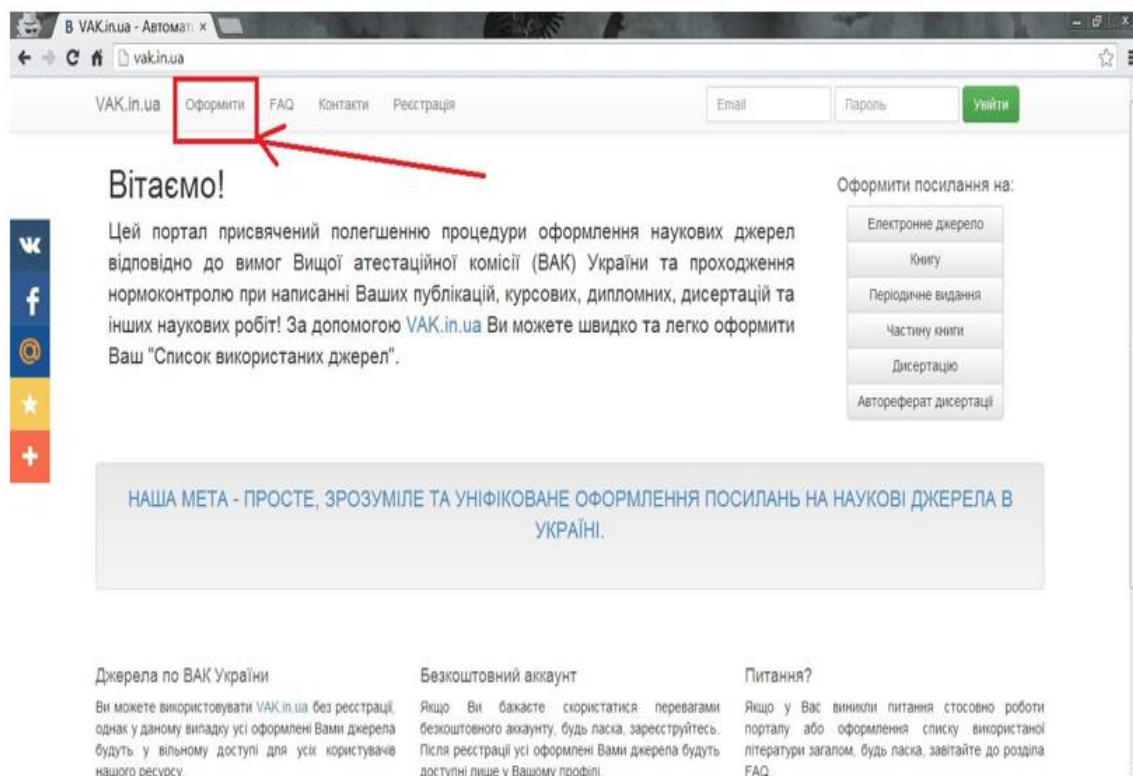 VAK.in.ua - Автомат
vak.in.ua
VAK.in.ua Оформити FAQ Контакти Реєстрація Email Пароль Увійти
Вітаємо!
Цей портал присвячений полегшенню процедури оформлення наукових джерел
відповідно до вимог Вищої атестаційної комісії (ВАК) України та проходження
нормоконтролю при написанні Ваших публікацій, курсових, дипломних, дисертацій та
інших наукових робіт! За допомогою VAK.in.ua Ви можете швидко та легко оформити
Ваш "Список використаних джерел".
Оформити посилання на:
Електронне джерело
Книгу
Періодичне видання
Частину книги
Дисертацію
Автореферат дисертації
НАША МЕТА - ПРОСТЕ, ЗРОЗУМІЛЕ ТА УНІФІКОВАНЕ ОФОРМЛЕННЯ ПОСИЛАНЬ НА НАУКОВІ ДЖЕРЕЛА В
УКРАЇНІ.
Джерела по ВАК України
Ви можете використовувати VAK.in.ua без реєстрації,
однак у даному випадку усі оформлені Вами джерела
будуть у вільному доступі для усіх користувачів
нашого ресурсу.
Безкоштовний аккаунт
Якщо Ви бажаєте скористатися перевагами
безкоштовного аккаунту, будь ласка, зареєструйтесь.
Після реєстрації усі оформлені Вами джерела будуть
доступні лише у Вашому профілі.
Питання?
Якщо у Вас виникли питання стосовно роботи
порталу або оформлення списку використаної
літератури загалом, будь ласка, завітайте до розділа
FAQ.